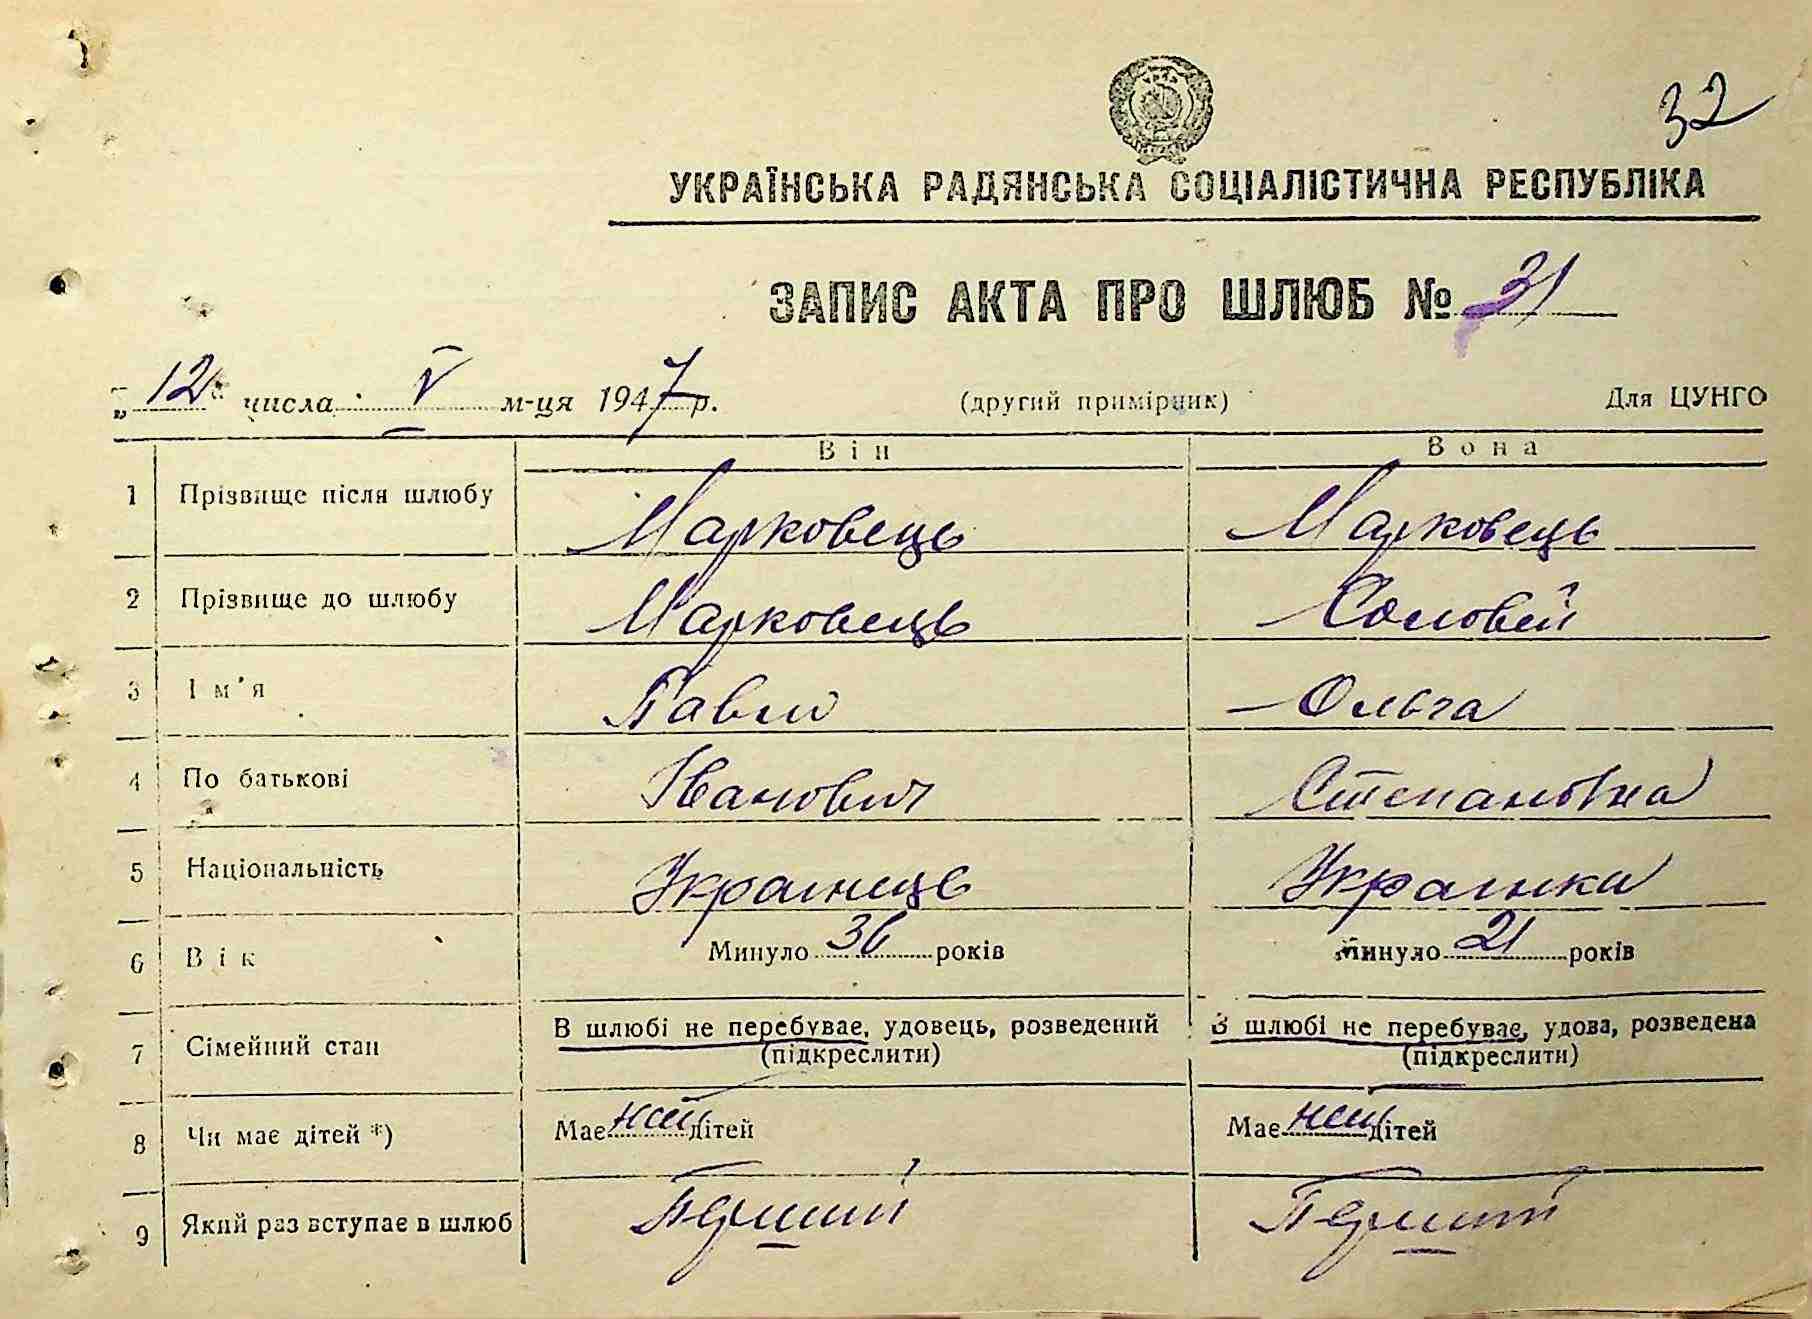 32
УКРАЇНСЬКА РАДЯНСЬКА СОЦІАЛІСТИЧНА РЕСПУБЛІКА
ЗАПИС АКТА ПРО ШЛЮБ № 31
„ 12 “ числа V м-ця 1947 р. (другий примірник) Для ЦУНГО
Він Вона
1 Прізвище після шлюбу Марковець Марковець
2 Прізвище до шлюбу Марковець Соловей
3 Ім'я Павло Ольга
4 По батькові Іванович Степановна
5 Національність Українець Українка
6 Вік Минуло 36 років Минуло 21 років
7 Сімейний стан В шлюбі не перебуває, удовець, розведений В шлюбі не перебуває, удова, розведена
(підкреслити) (підкреслити)
8 Чи має дітей *) Має дітей Має дітей
9 Який раз вступає в шлюб Перший Перший